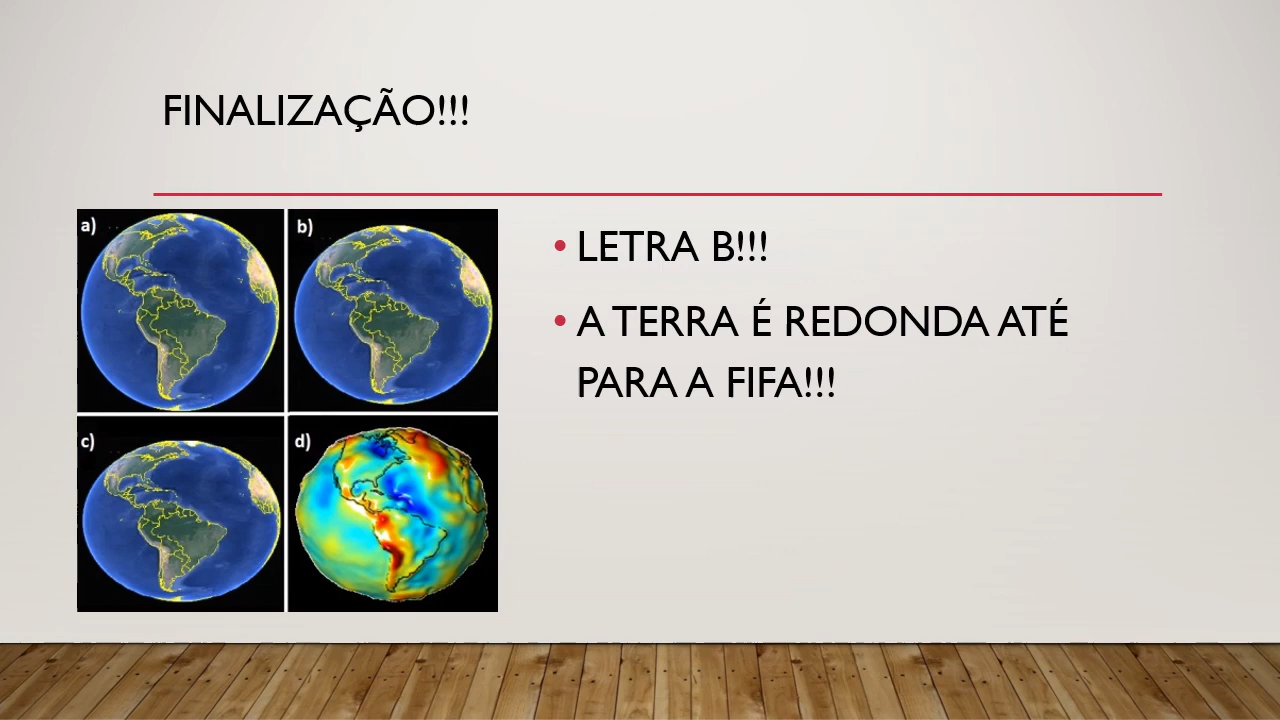 FINALIZAÇÃO!!!
a)
b)
c)
d)
• LETRA B!!!
• A TERRA É REDONDA ATÉ
PARA A FIFA!!!